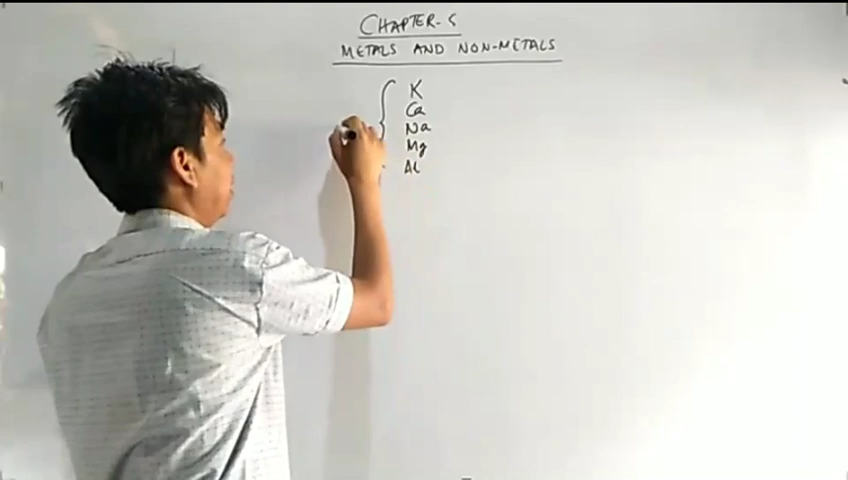 CHAPTER-5
METALS AND NON-METALS
K
Ca
Na
Mg
Al